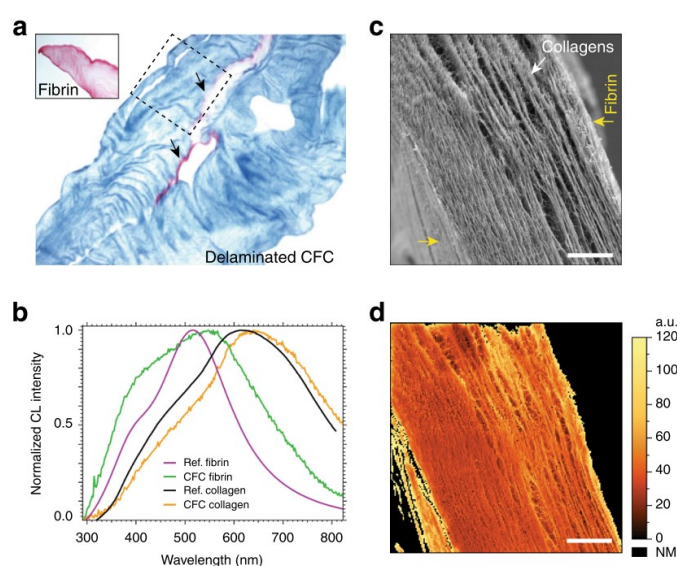 a
Fibrin
Delaminated CFC
c
Collagens
Fibrin
b
1.0
0.5
0.0
Normalized CL intensity
Ref. fibrin
CFC fibrin
Ref. collagen
CFC collagen
300 400 500 600 700 800
Wavelength (nm)
d
a.u.
120
100
80
60
40
20
0
NM